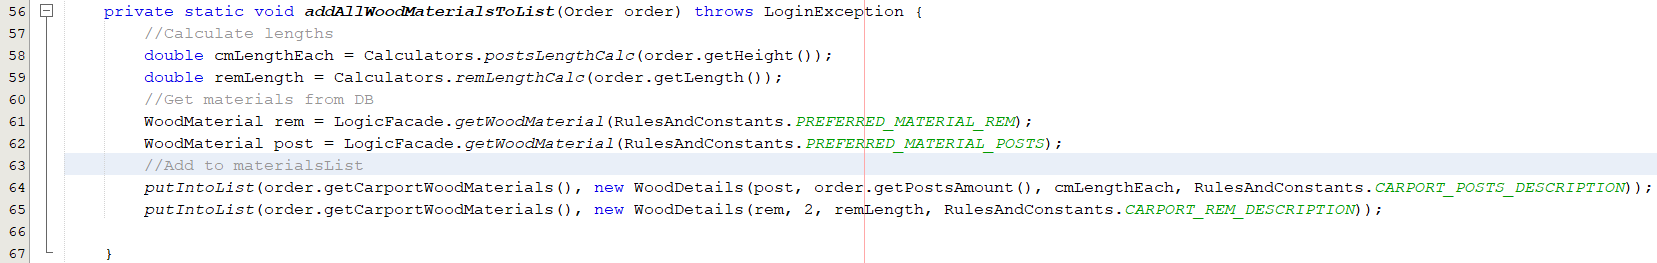 56 private static void addAllWoodMaterialsToList(Order order) throws LoginException {
57 //Calculate lengths
58 double cmLengthEach = Calculators.postsLengthCalc(order.getHeight());
59 double remLength = Calculators.remLengthCalc(order.getLength());
60 //Get materials from DB
61 WoodMaterial rem = LogicFacade.getWoodMaterial(RulesAndConstants.PREFERRED_MATERIAL_REM);
62 WoodMaterial post = LogicFacade.getWoodMaterial(RulesAndConstants.PREFERRED_MATERIAL_POSTS);
63 //Add to materialsList
64 putIntoList(order.getCarportWoodMaterials(), new WoodDetails(post, order.getPostsAmount(), cmLengthEach, RulesAndConstants.CARPORT_POSTS_DESCRIPTION));
65 putIntoList(order.getCarportWoodMaterials(), new WoodDetails(rem, 2, remLength, RulesAndConstants.CARPORT_REM_DESCRIPTION));
66
67 }